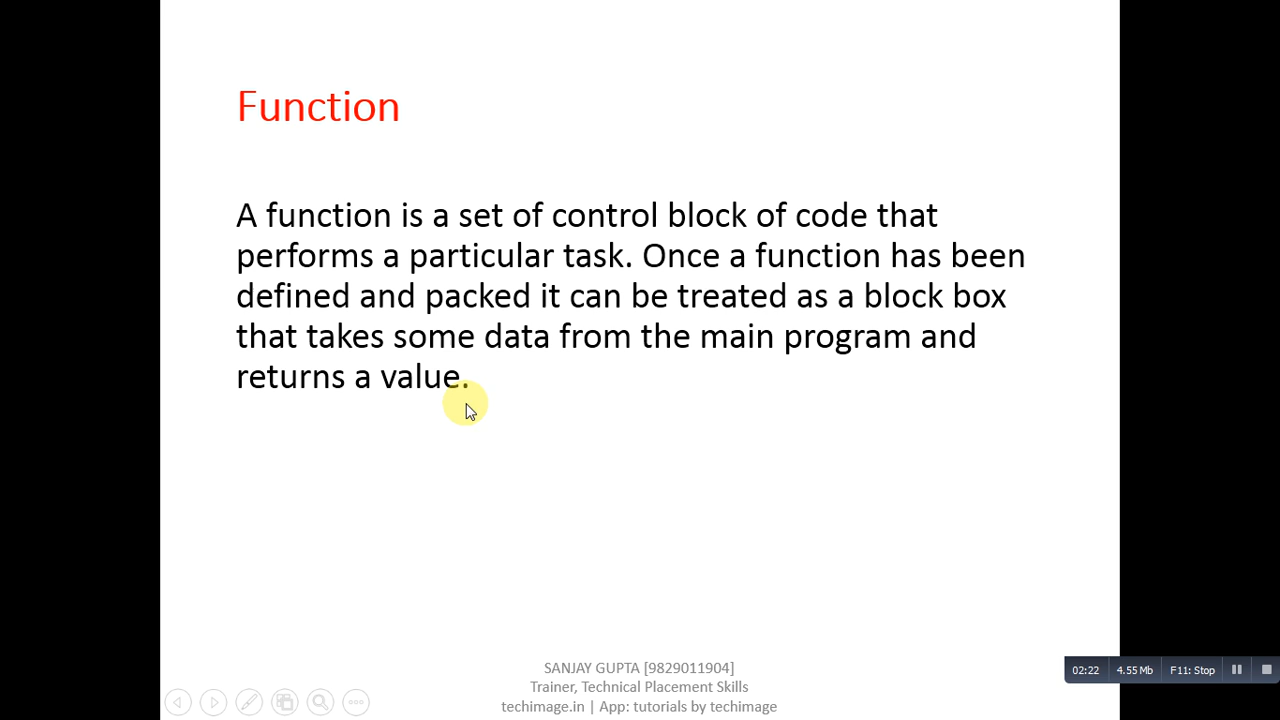 Function
A function is a set of control block of code that
performs a particular task. Once a function has been
defined and packed it can be treated as a block box
that takes some data from the main program and
returns a value.
SANJAY GUPTA [9829011904]
Trainer, Technical Placement Skills
techimage.in | App: tutorials by techimage
02:22 4.55 Mb F11: Stop